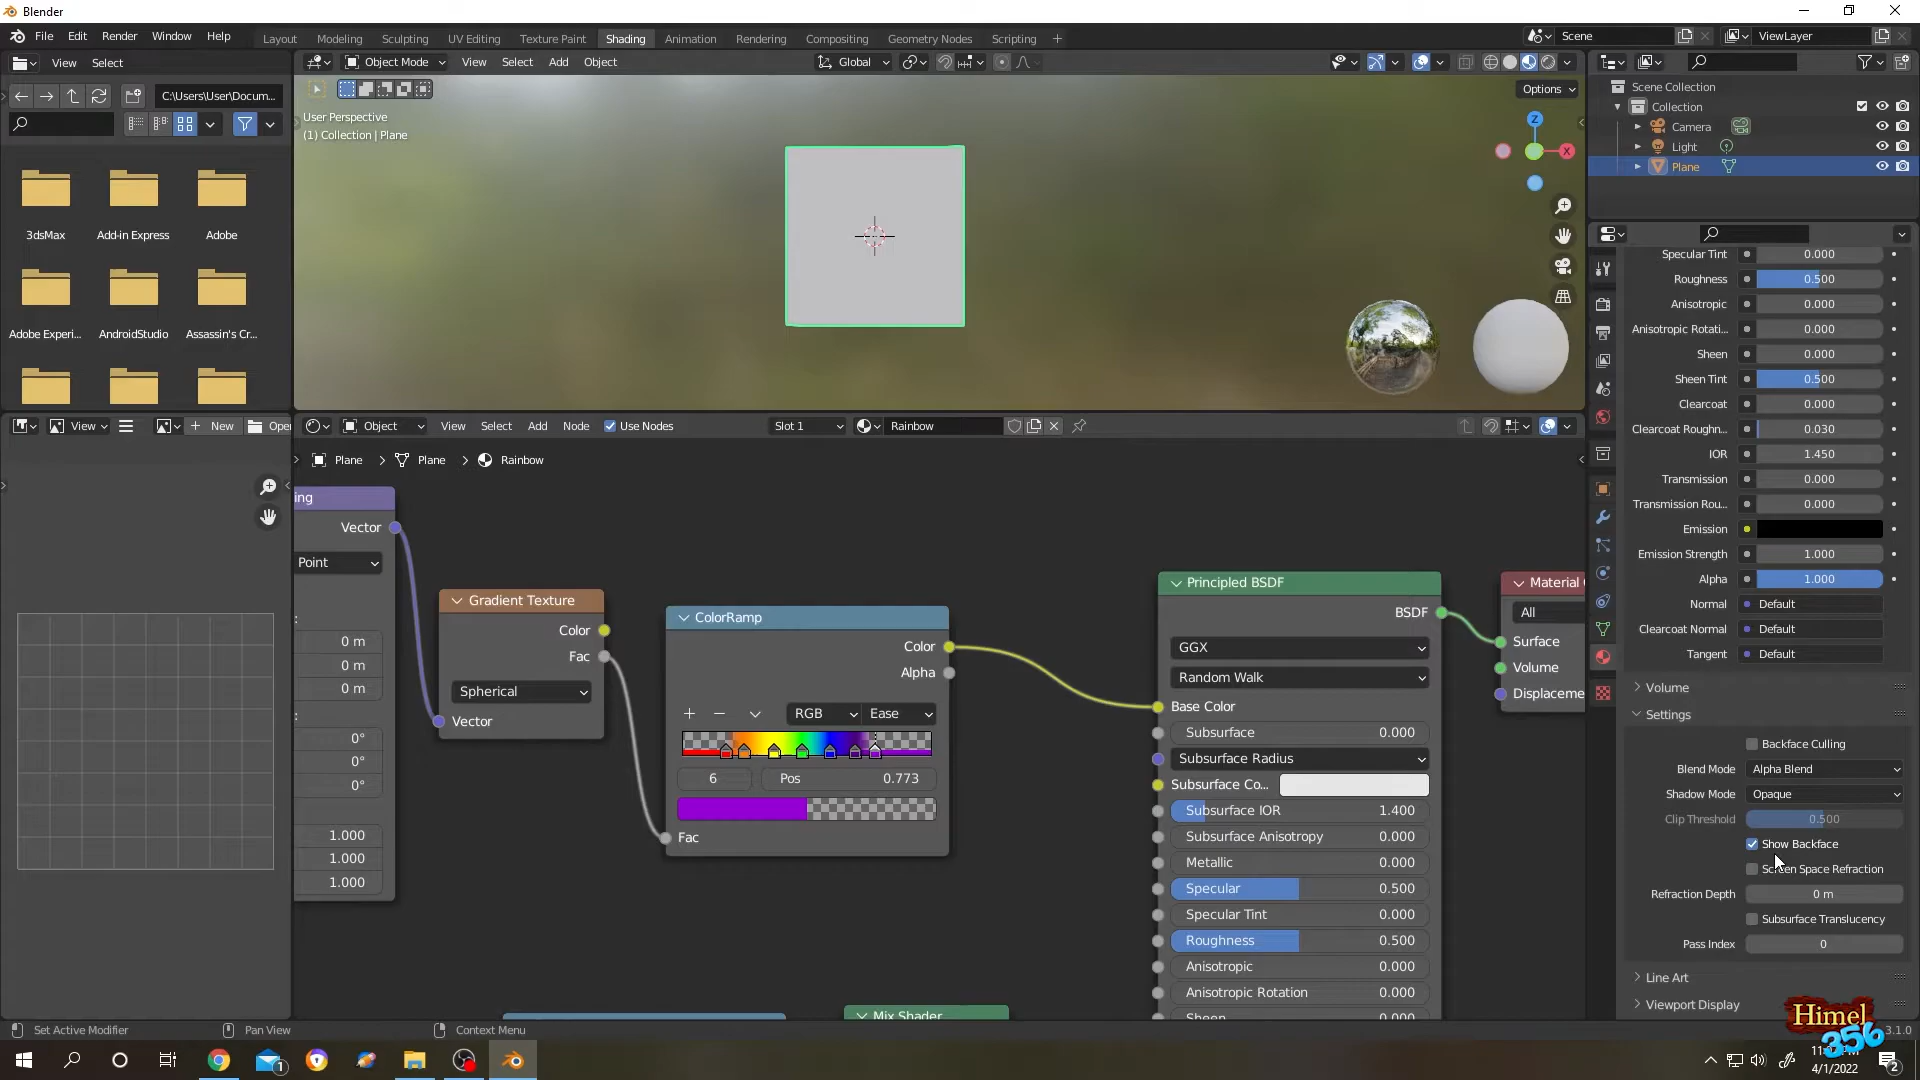 Blender
File Edit Render Window Help
Layout Modeling Sculpting UV Editing Texture Paint Shading Animation Rendering Compositing Geometry Nodes Scripting
Scene
ViewLayer
View Select
Object Mode View Select Add Object
Global
Options
C:\Users\User\Docum...
User Perspective
(1) Collection | Plane
Z
X
3dsMax Add-in Express Adobe
Adobe Experi... AndroidStudio Assassin's Cr...
Scene Collection
Collection
Camera
Light
Plane
View
New
Open
Object View Select Add Node Use Nodes
Slot 1
Rainbow
Plane > Plane > Rainbow
ing
Vector
Point
:
0 m
0 m
0 m
:
0°
0°
0°
1.000
1.000
1.000
Gradient Texture
Color
Fac
Spherical
Vector
ColorRamp
Color
Alpha
RGB Ease
6 Pos 0.773
Fac
Principled BSDF
BSDF
GGX
Random Walk
Base Color
Subsurface 0.000
Subsurface Radius
Subsurface Co...
Subsurface IOR 1.400
Subsurface Anisotropy 0.000
Metallic 0.000
Specular 0.500
Specular Tint 0.000
Roughness 0.500
Anisotropic 0.000
Anisotropic Rotation 0.000
Sheen 0.000
Material
All
Surface
Volume
Displaceme
Mix Shader
Specular Tint 0.000
Roughness 0.500
Anisotropic 0.000
Anisotropic Rotati... 0.000
Sheen 0.000
Sheen Tint 0.500
Clearcoat 0.000
Clearcoat Roughn... 0.030
IOR 1.450
Transmission 0.000
Transmission Rou... 0.000
Emission
Emission Strength 1.000
Alpha 1.000
Normal Default
Clearcoat Normal Default
Tangent Default
Volume
Settings
Backface Culling
Blend Mode Alpha Blend
Shadow Mode Opaque
Clip Threshold 0.500
Show Backface
Screen Space Refraction
Refraction Depth 0 m
Subsurface Translucency
Pass Index 0
Line Art
Viewport Display
Himel
356
3.1.0
Set Active Modifier Pan View Context Menu
1
4/1/2022
2